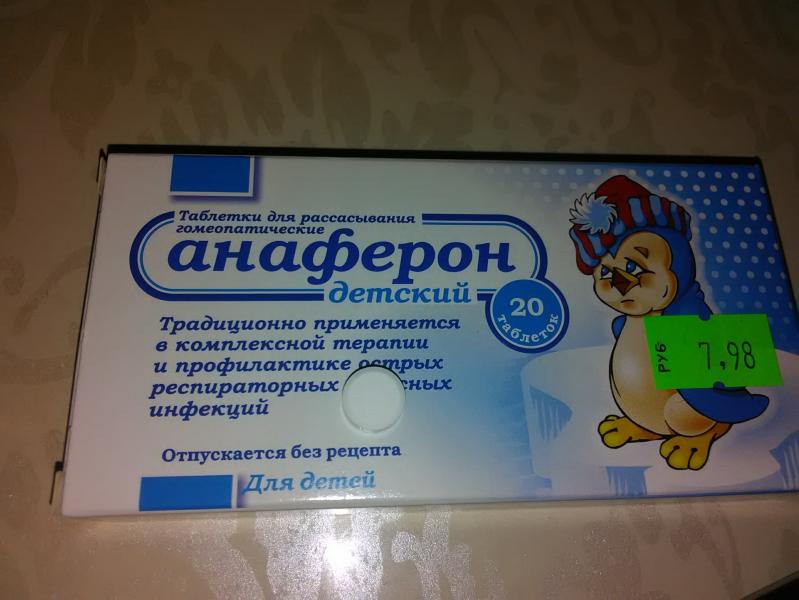 Таблетки для рассасывания
гомеопатические
анаферон
детский
20
таблеток
Традиционно применяется
в комплексной терапии
и профилактике острых
респираторных
инфекций
Отпускается без рецепта
Для детей
РУБ 7,98